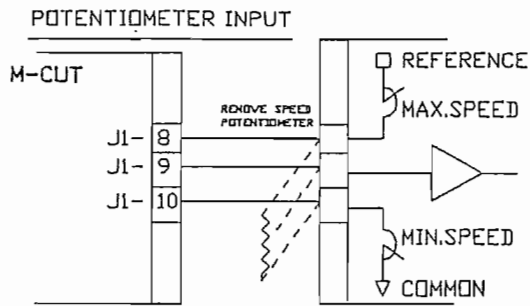 POTENTIOMETER INPUT
M-CUT
REFERENCE
REMOVE SPEED
POTENTIOMETER
MAX.SPEED
J1- 8
J1- 9
J1- 10
MIN.SPEED
COMMON